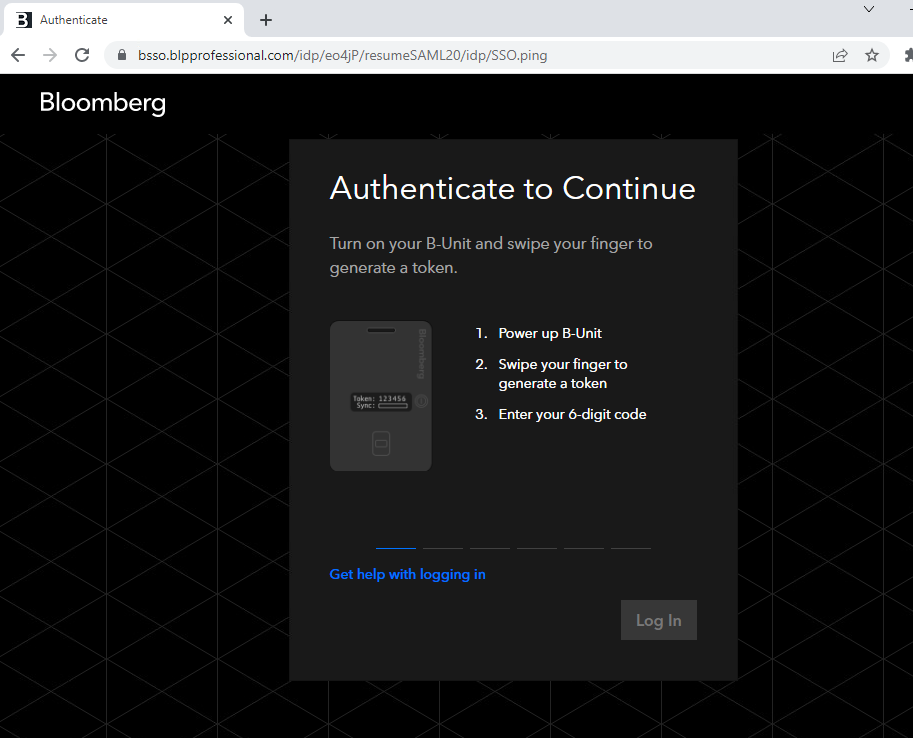 Authenticate
bsso.blpprofessional.com/idp/eo4jP/resumeSAML20/idp/SSO.ping
Bloomberg
Authenticate to Continue
Turn on your B-Unit and swipe your finger to
generate a token.
Bloomberg
Token: 123456
Sync:
1. Power up B-Unit
2. Swipe your finger to
generate a token
3. Enter your 6-digit code
Get help with logging in
Log In